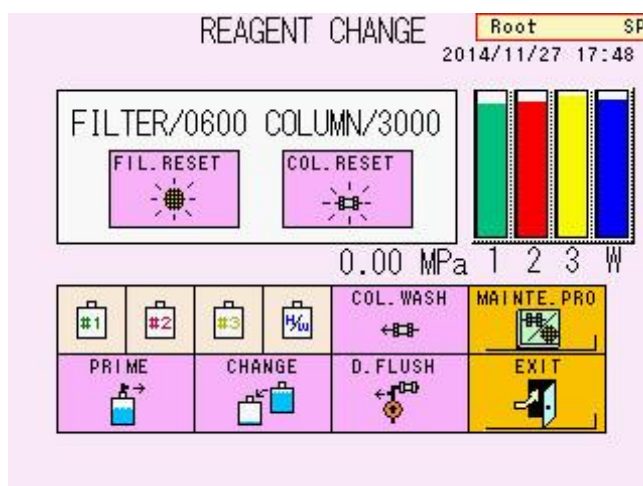 REAGENT CHANGE
Root SP
2014/11/27 17:48
FILTER/0600 COLUMN/3000
FIL.RESET COL.RESET
0.00 MPa 1 2 3 W
#1 #2 #3 H/W COL.WASH MAINTE.PRO
PRIME CHANGE D.FLUSH EXIT